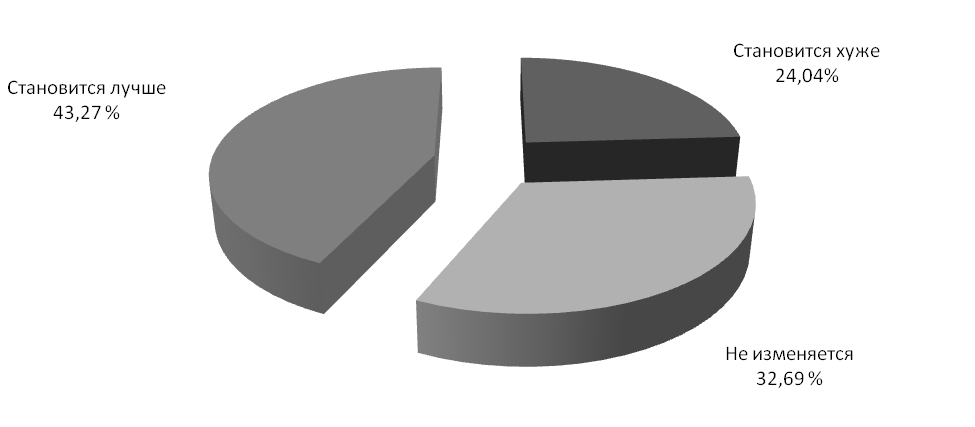 Становится хуже
24,04%
Становится лучше
43,27 %
Не изменяется
32,69 %